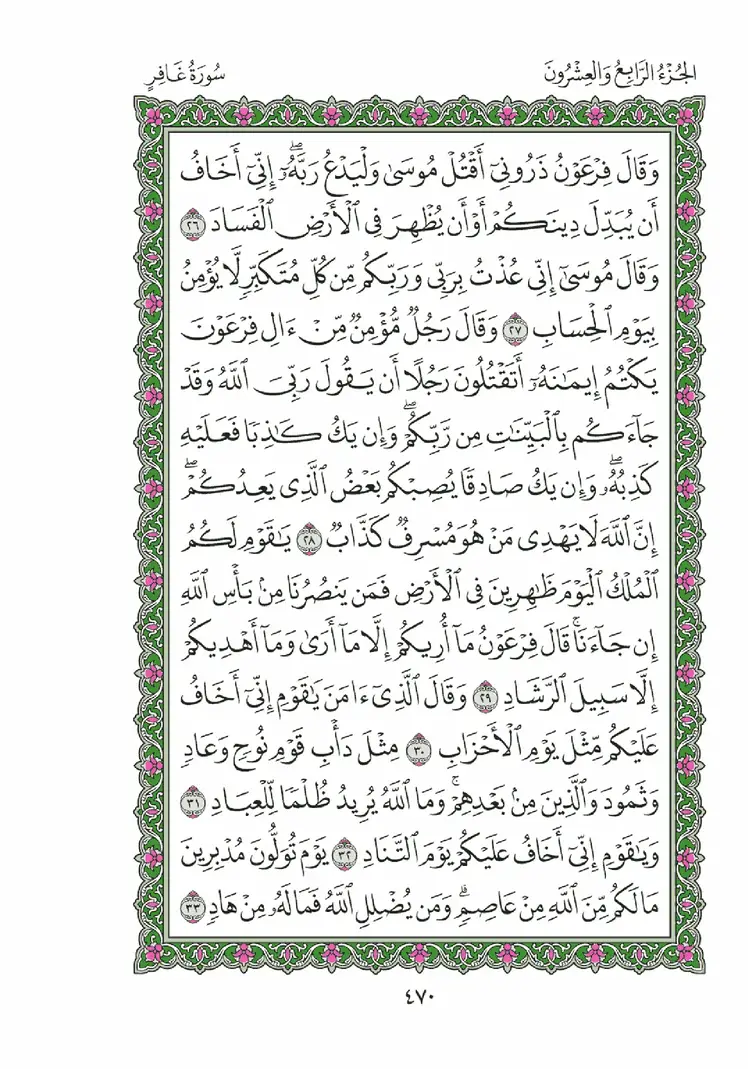 الجُزْءُ الرَّابِعُ وَالعِشْرُونَ
سُورَةُ غَافِرٍ
وَقَالَ فِرْعَوْنُ ذَرُونِيٓ أَقْتُلْ مُوسَىٰ وَلْيَدْعُ رَبَّهُۥٓۖ إِنِّيٓ أَخَافُ
أَن يُبَدِّلَ دِينَكُمْ أَوْ أَن يُظْهِرَ فِي ٱلْأَرْضِ ٱلْفَسَادَ ٢٦
وَقَالَ مُوسَىٰٓ إِنِّي عُذْتُ بِرَبِّي وَرَبِّكُم مِّن كُلِّ مُتَكَبِّرٍ لَّا يُؤْمِنُ
بِيَوْمِ ٱلْحِسَابِ ٢٧ وَقَالَ رَجُلٌ مُّؤْمِنٌ مِّنْ ءَالِ فِرْعَوْنَ
يَكْتُمُ إِيمَٰنَهُۥٓ أَتَقْتُلُونَ رَجُلًا أَن يَقُولَ رَبِّيَ ٱللَّهُ وَقَدْ
جَآءَكُم بِٱلْبَيِّنَٰتِ مِن رَّبِّكُمْۖ وَإِن يَكُ كَٰذِبًا فَعَلَيْهِ
كَذِبُهُۥۖ وَإِن يَكُ صَادِقًا يُصِبْكُم بَعْضُ ٱلَّذِي يَعِدُكُمْۖ
إِنَّ ٱللَّهَ لَا يَهْدِي مَنْ هُوَ مُسْرِفٌ كَذَّابٌ ٢٨ يَٰقَوْمِ لَكُمُ
ٱلْمُلْكُ ٱلْيَوْمَ ظَٰهِرِينَ فِي ٱلْأَرْضِ فَمَن يَنصُرُنَا مِنۢ بَأْسِ ٱللَّهِ
إِن جَآءَنَاۚ قَالَ فِرْعَوْنُ مَآ أُرِيكُمْ إِلَّا مَآ أَرَىٰ وَمَآ أَهْدِيكُمْ
إِلَّا سَبِيلَ ٱلرَّشَادِ ٢٩ وَقَالَ ٱلَّذِيٓ ءَامَنَ يَٰقَوْمِ إِنِّيٓ أَخَافُ
عَلَيْكُم مِّثْلَ يَوْمِ ٱلْأَحْزَابِ ٣٠ مِثْلَ دَأْبِ قَوْمِ نُوحٍ وَعَادٍ
وَثَمُودَ وَٱلَّذِينَ مِنۢ بَعْدِهِمْۚ وَمَا ٱللَّهُ يُرِيدُ ظُلْمًا لِّلْعِبَادِ ٣١
وَيَٰقَوْمِ إِنِّيٓ أَخَافُ عَلَيْكُمْ يَوْمَ ٱلتَّنَادِ ٣٢ يَوْمَ تُوَلُّونَ مُدْبِرِينَ
مَا لَكُم مِّنَ ٱللَّهِ مِنْ عَاصِمٍۗ وَمَن يُضْلِلِ ٱللَّهُ فَمَا لَهُۥ مِنْ هَادٍ ٣٣
٤٧٠